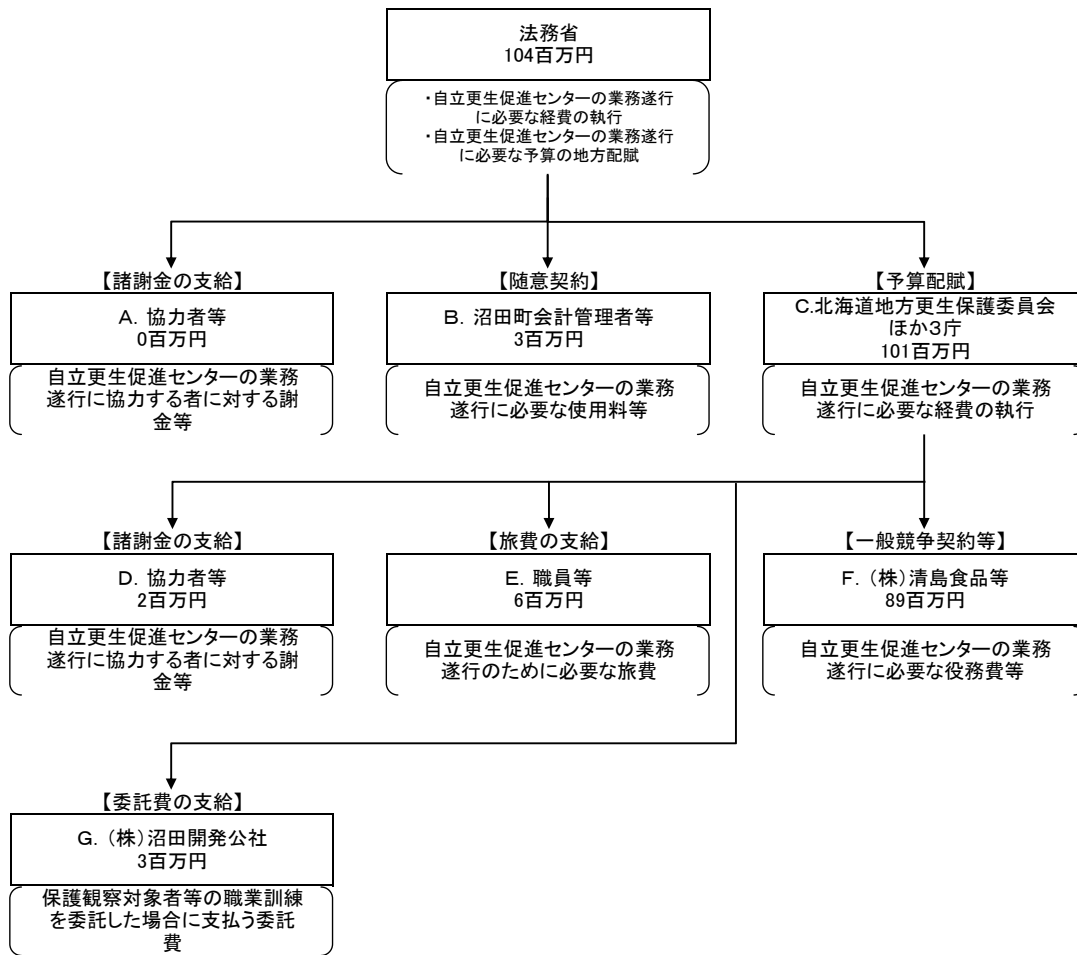 法務省
104百万円
・自立更生促進センターの業務遂行
に必要な経費の執行
・自立更生促進センターの業務遂行
に必要な予算の地方配賦
【諸謝金の支給】
A．協力者等
0百万円
自立更生促進センターの業務
遂行に協力する者に対する謝
金等
【随意契約】
B．沼田町会計管理者等
3百万円
自立更生促進センターの業務
遂行に必要な使用料等
【予算配賦】
C.北海道地方更生保護委員会
ほか３庁
101百万円
自立更生促進センターの業務
遂行に必要な経費の執行
【諸謝金の支給】
D．協力者等
2百万円
自立更生促進センターの業務
遂行に協力する者に対する謝
金等
【旅費の支給】
E．職員等
6百万円
自立更生促進センターの業務
遂行のために必要な旅費
【一般競争契約等】
F．（株）清島食品等
89百万円
自立更生促進センターの業務
遂行に必要な役務費等
【委託費の支給】
G．（株）沼田開発公社
3百万円
保護観察対象者等の職業訓練
を委託した場合に支払う委託
費